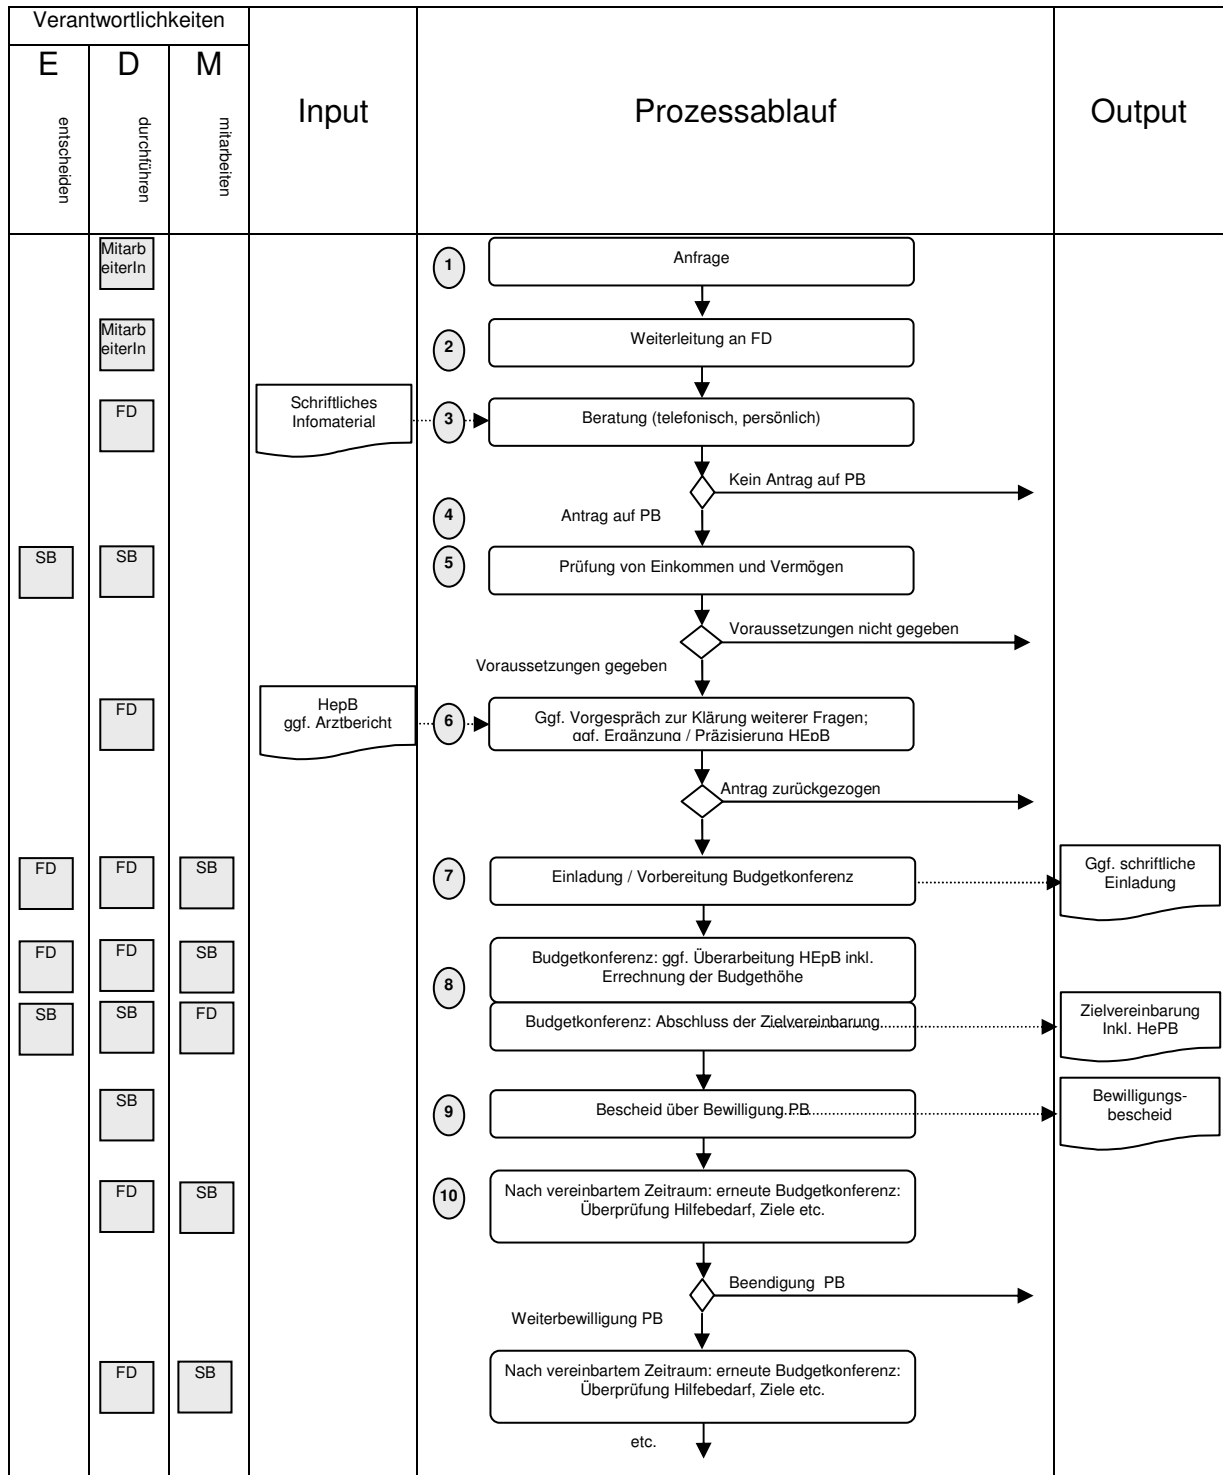 Verantwortlichkeiten
E
D
M
entscheiden
durchführen
mitarbeiten
Input
Prozessablauf
Output
Mitarb
eiterIn
1
Anfrage
Mitarb
eiterIn
2
Weiterleitung an FD
FD
Schriftliches
Infomaterial
3
Beratung (telefonisch, persönlich)
Kein Antrag auf PB
4
Antrag auf PB
SB
SB
5
Prüfung von Einkommen und Vermögen
Voraussetzungen nicht gegeben
Voraussetzungen gegeben
FD
HepB
ggf. Arztbericht
6
Ggf. Vorgespräch zur Klärung weiterer Fragen;
ggf. Ergänzung / Präzisierung HEpB
Antrag zurückgezogen
FD
FD
SB
7
Einladung / Vorbereitung Budgetkonferenz
Ggf. schriftliche
Einladung
FD
FD
SB
8
Budgetkonferenz: ggf. Überarbeitung HEpB inkl.
Errechnung der Budgethöhe
SB
SB
FD
Budgetkonferenz: Abschluss der Zielvereinbarung
Zielvereinbarung
Inkl. HePB
SB
9
Bescheid über Bewilligung PB
Bewilligungs-
bescheid
FD
SB
10
Nach vereinbartem Zeitraum: erneute Budgetkonferenz:
Überprüfung Hilfebedarf, Ziele etc.
Beendigung PB
Weiterbewilligung PB
FD
SB
Nach vereinbartem Zeitraum: erneute Budgetkonferenz:
Überprüfung Hilfebedarf, Ziele etc.
etc.